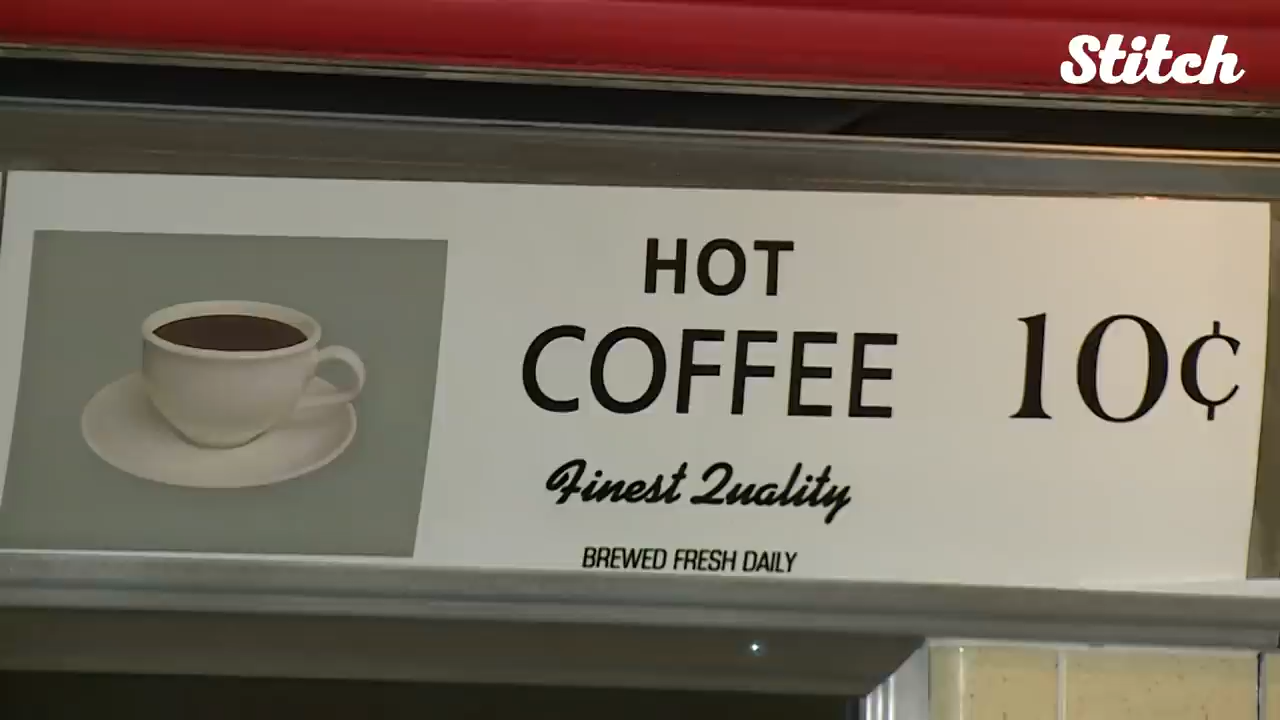 Stitch
HOT
COFFEE
10¢
Finest Quality
BREWED FRESH DAILY